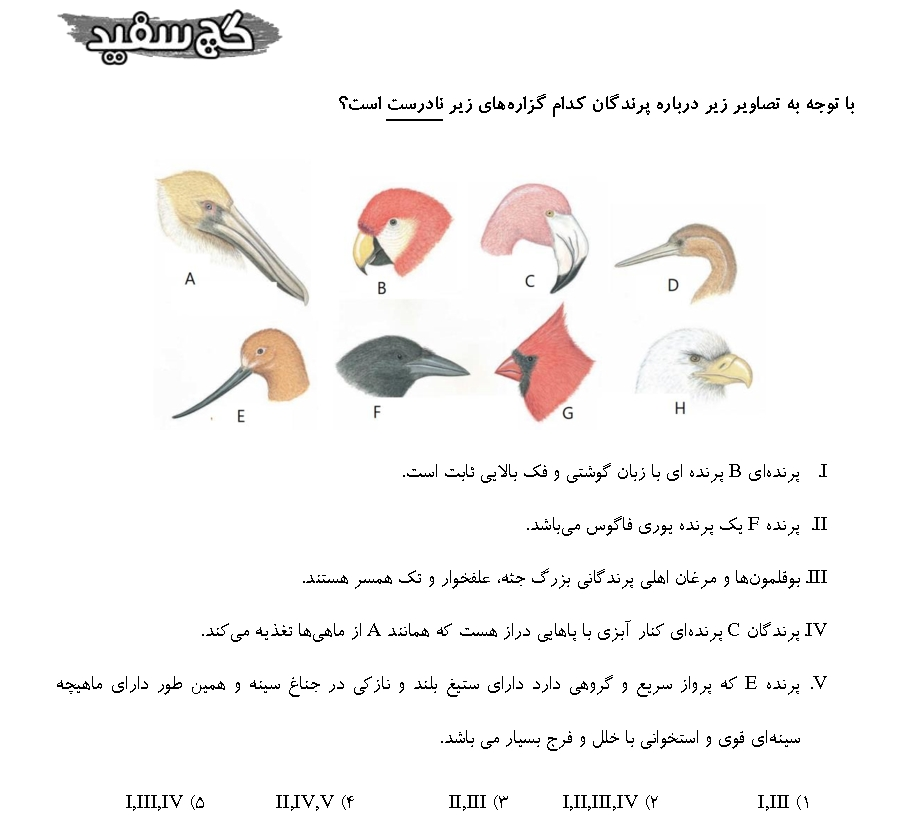 گچ سفید
با توجه به تصاویر زیر درباره پرندگان کدام گزاره‌های زیر نادرست است؟
A
B
C
D
E
F
G
H
I. پرنده‌ای B پرنده ای با زبان گوشتی و فک بالایی ثابت است.
II. پرنده F یک پرنده یوری فاگوس می‌باشد.
III. بوقلمون‌ها و مرغان اهلی پرندگانی بزرگ جثه، علفخوار و تک همسر هستند.
IV. پرندگان C پرنده‌ای کنار آبزی با پاهایی دراز هست که همانند A از ماهی‌ها تغذیه می‌کند.
V. پرنده E که پرواز سریع و گروهی دارد دارای ستیغ بلند و نازکی در جناغ سینه و همین طور دارای ماهیچه
سینه‌ای قوی و استخوانی با خلل و فرج بسیار می باشد.
۱) I,III ۲) I,II,III,IV ۳) II,III ۴) II,IV,V ۵) I,III,IV